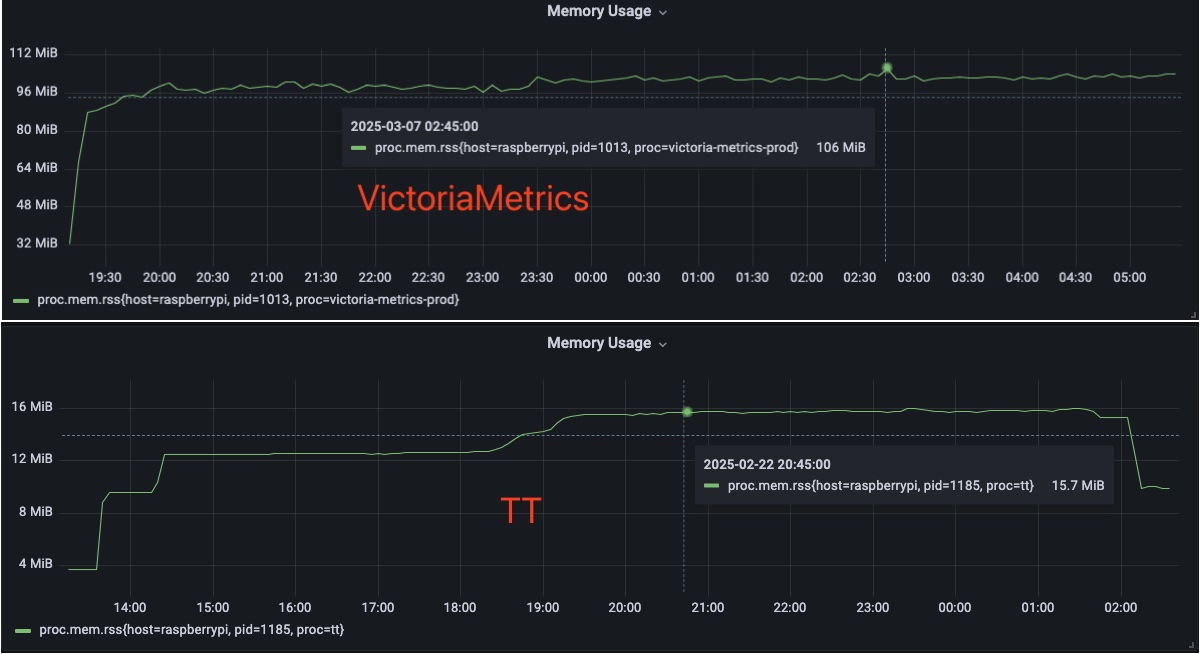 Memory Usage
112 MiB
96 MiB
80 MiB
64 MiB
48 MiB
32 MiB
2025-03-07 02:45:00
proc.mem.rss{host=raspberrypi, pid=1013, proc=victoria-metrics-prod} 106 MiB
VictoriaMetrics
19:30 20:00 20:30 21:00 21:30 22:00 22:30 23:00 23:30 00:00 00:30 01:00 01:30 02:00 02:30 03:00 03:30 04:00 04:30 05:00
proc.mem.rss{host=raspberrypi, pid=1013, proc=victoria-metrics-prod}
Memory Usage
16 MiB
12 MiB
8 MiB
4 MiB
2025-02-22 20:45:00
proc.mem.rss{host=raspberrypi, pid=1185, proc=tt} 15.7 MiB
TT
14:00 15:00 16:00 17:00 18:00 19:00 20:00 21:00 22:00 23:00 00:00 01:00 02:00
proc.mem.rss{host=raspberrypi, pid=1185, proc=tt}